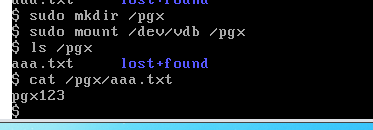 aaa.txt lost+found
$ sudo mkdir /pgx
$ sudo mount /dev/vdb /pgx
$ ls /pgx
aaa.txt lost+found
$ cat /pgx/aaa.txt
pgx123
$